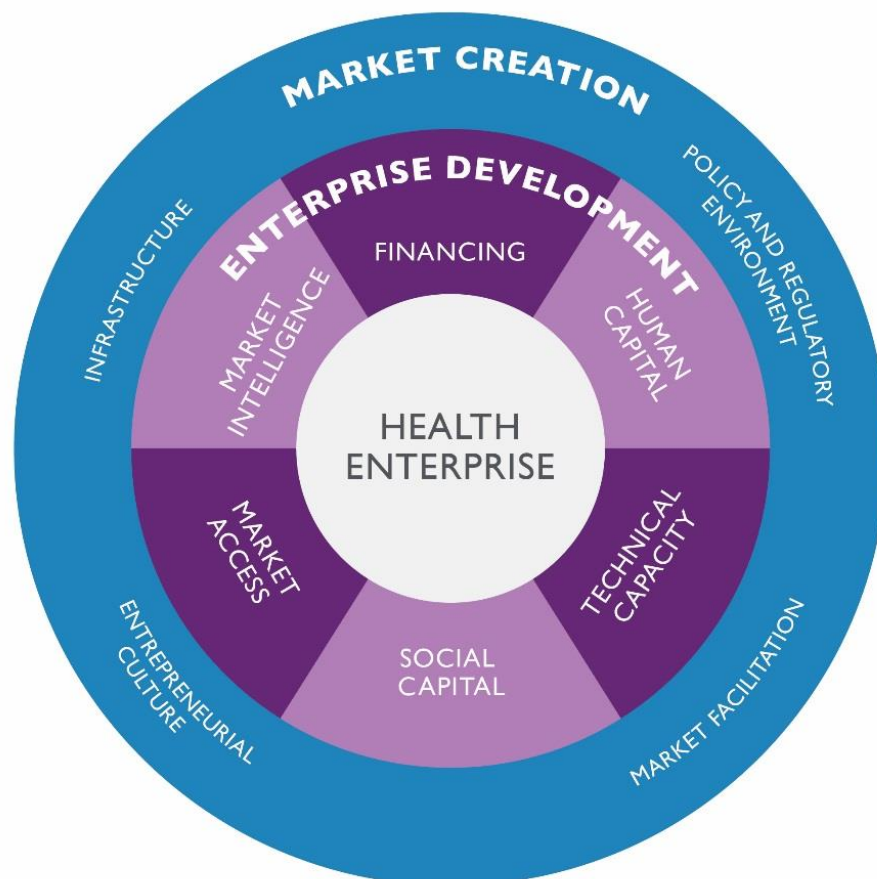 MARKET CREATION
INFRASTRUCTURE
POLICY AND REGULATORY
ENVIRONMENT
ENTERPRISE DEVELOPMENT
FINANCING
MARKET
INTELLIGENCE
HUMAN
CAPITAL
HEALTH
ENTERPRISE
MARKET
ACCESS
TECHNICAL
CAPACITY
SOCIAL
CAPITAL
ENTREPRENEURIAL
CULTURE
MARKET FACILITATION